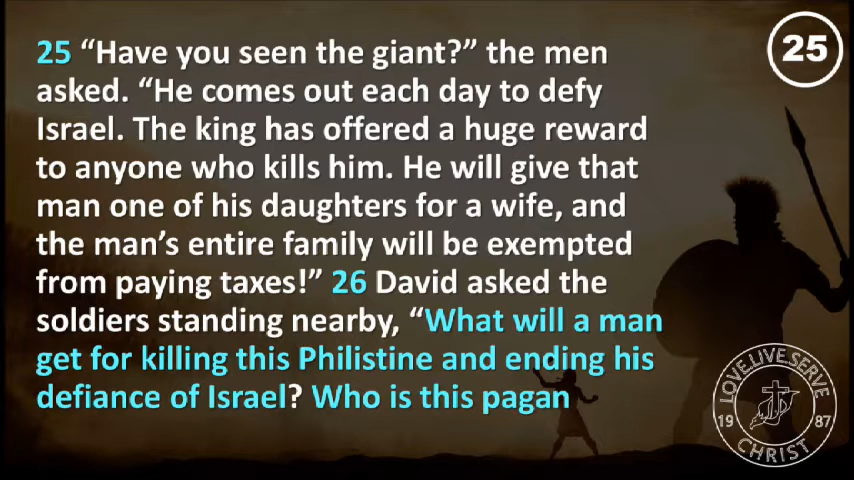 25 “Have you seen the giant?” the men
asked. “He comes out each day to defy
Israel. The king has offered a huge reward
to anyone who kills him. He will give that
man one of his daughters for a wife, and
the man’s entire family will be exempted
from paying taxes!” 26 David asked the
soldiers standing nearby, “What will a man
get for killing this Philistine and ending his
defiance of Israel? Who is this pagan
25
LOVE.LIVE.SERVE
19 87
CHRIST